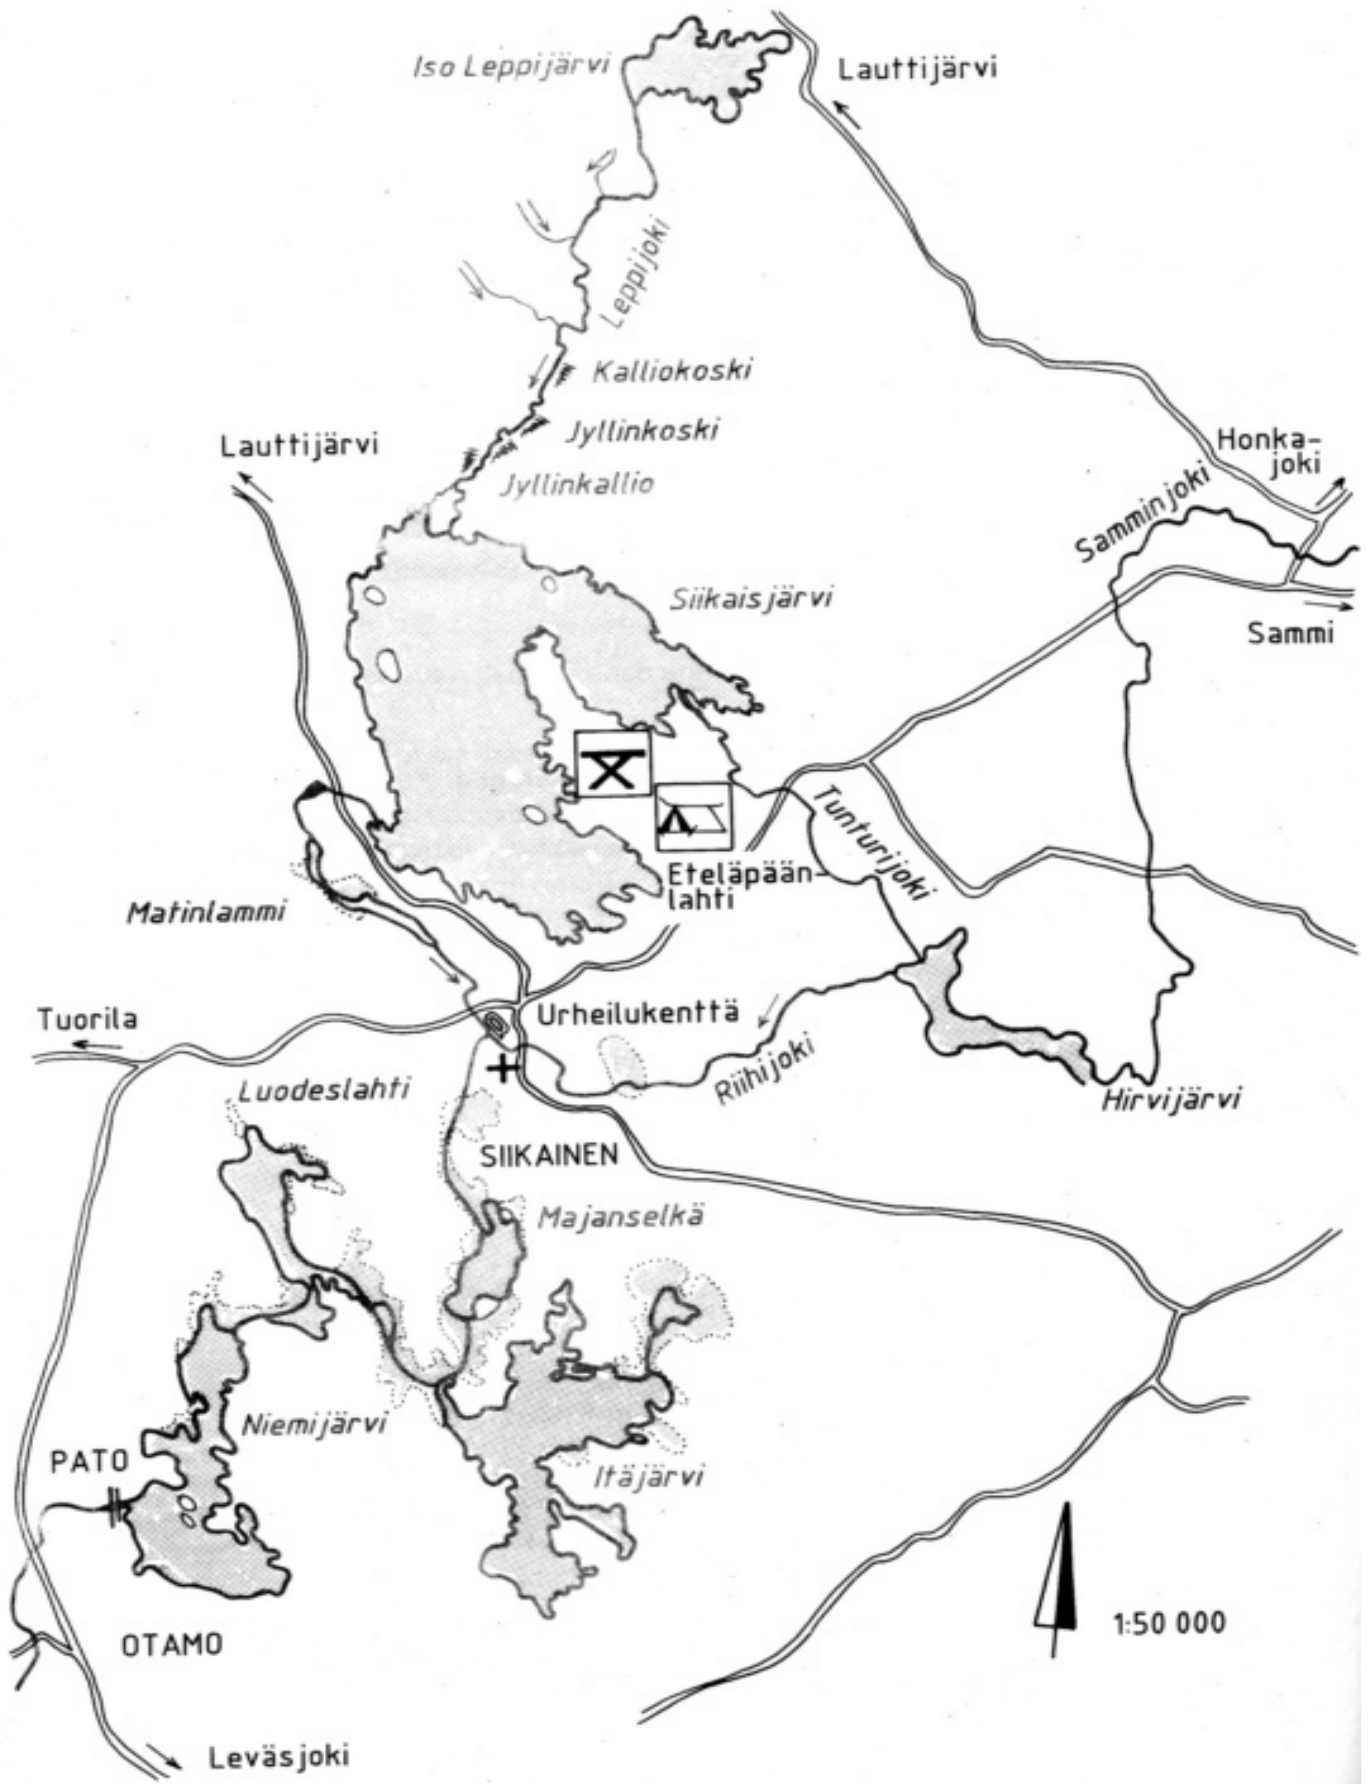 Iso Leppijärvi
Lauttijärvi
Leppijoki
Kalliokoski
Jyllinkoski
Jyllinkallio
Lauttijärvi
Honka-
joki
Samminjoki
Siikaisjärvi
Sammi
Tunturijoki
Eteläpään-
lahti
Matinlammi
Tuorila
Urheilukenttä
Riihijoki
Luodeslahti
Hirvijärvi
SIIKAINEN
Majanselkä
Niemijärvi
PATO
Itäjärvi
OTAMO
1:50 000
Leväsjoki